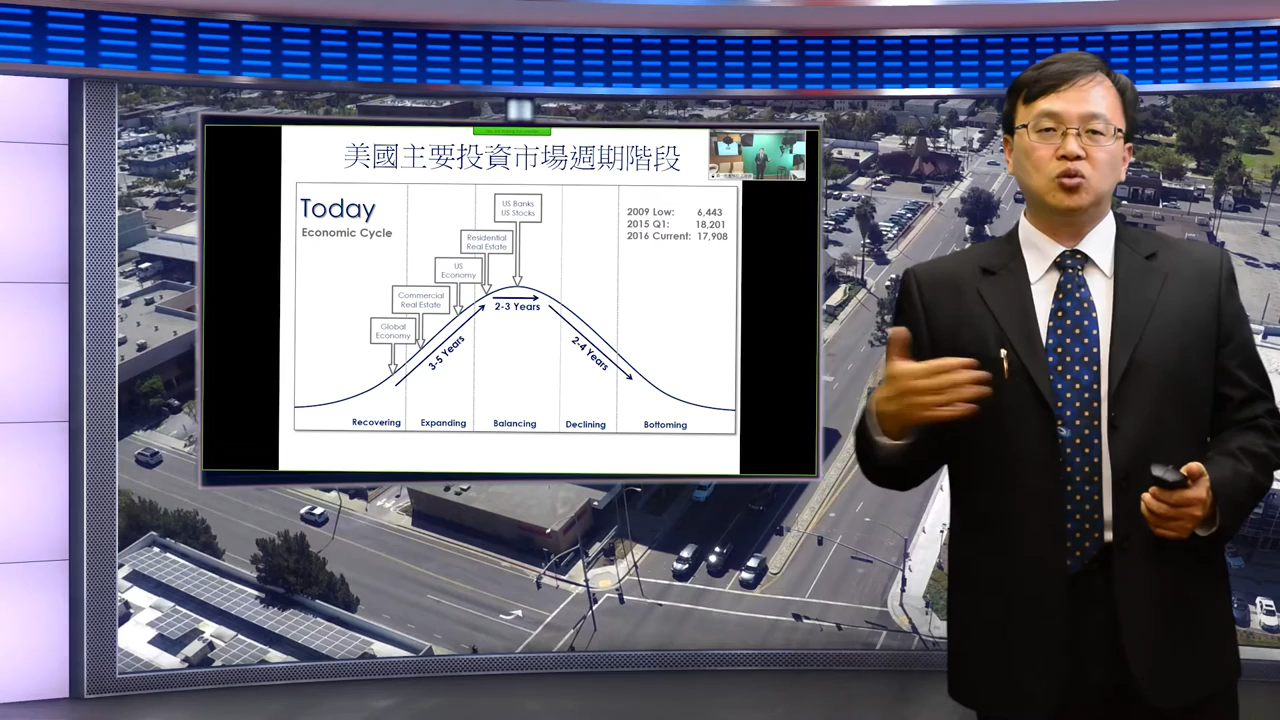 美國主要投資市場週期階段
Today
Economic Cycle
US Banks
US Stocks
Residential
Real Estate
US
Economy
Commercial
Real Estate
Global
Economy
2009 Low: 6,443
2015 Q1: 18,201
2016 Current: 17,908
3-5 Years
2-3 Years
2-4 Years
Recovering
Expanding
Balancing
Declining
Bottoming